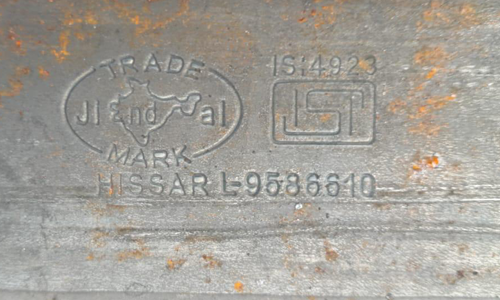 TRADE
JI nd al
MARK
IS:4923
ISI
HISSAR L-9586610